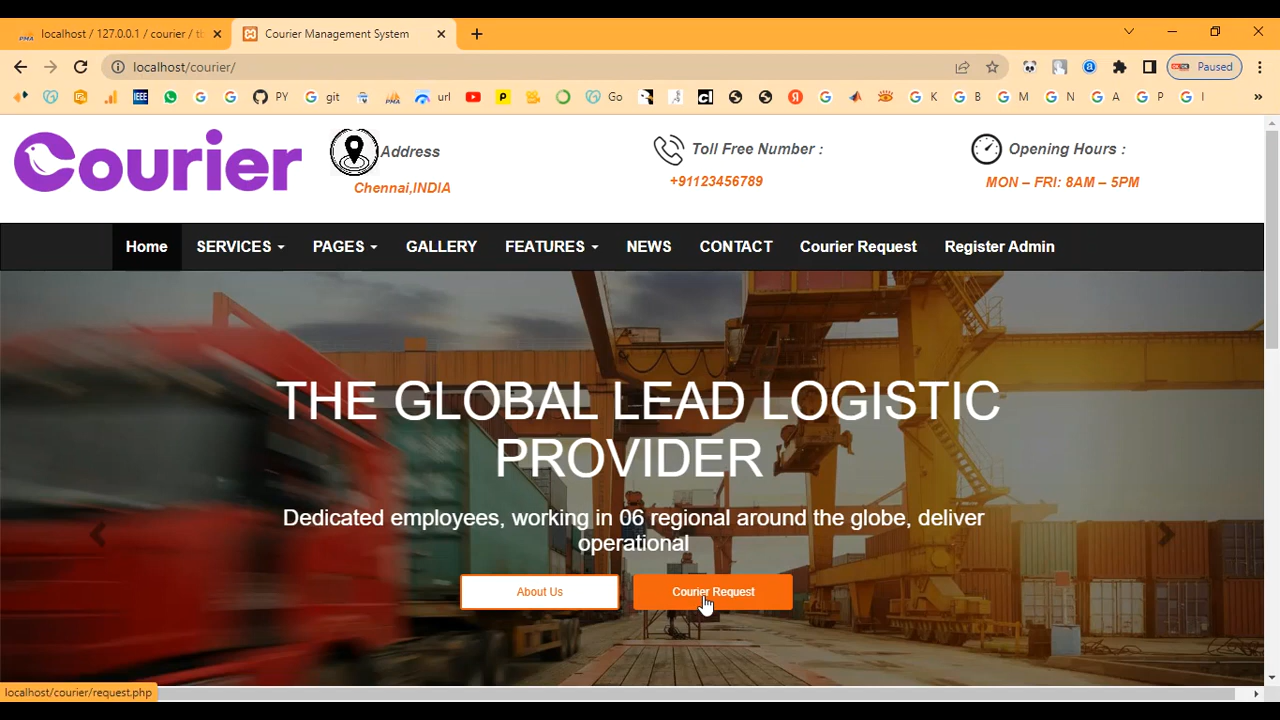 localhost / 127.0.0.1 / courier / tb
Courier Management System
localhost/courier/
Paused
PY
git
url
Go
K
B
M
N
A
P
I
Courier
Address
Chennai,INDIA
Toll Free Number :
+91123456789
Opening Hours :
MON – FRI: 8AM – 5PM
Home SERVICES PAGES GALLERY FEATURES NEWS CONTACT Courier Request Register Admin
THE GLOBAL LEAD LOGISTIC
PROVIDER
Dedicated employees, working in 06 regional around the globe, deliver
operational
About Us
Courier Request
localhost/courier/request.php